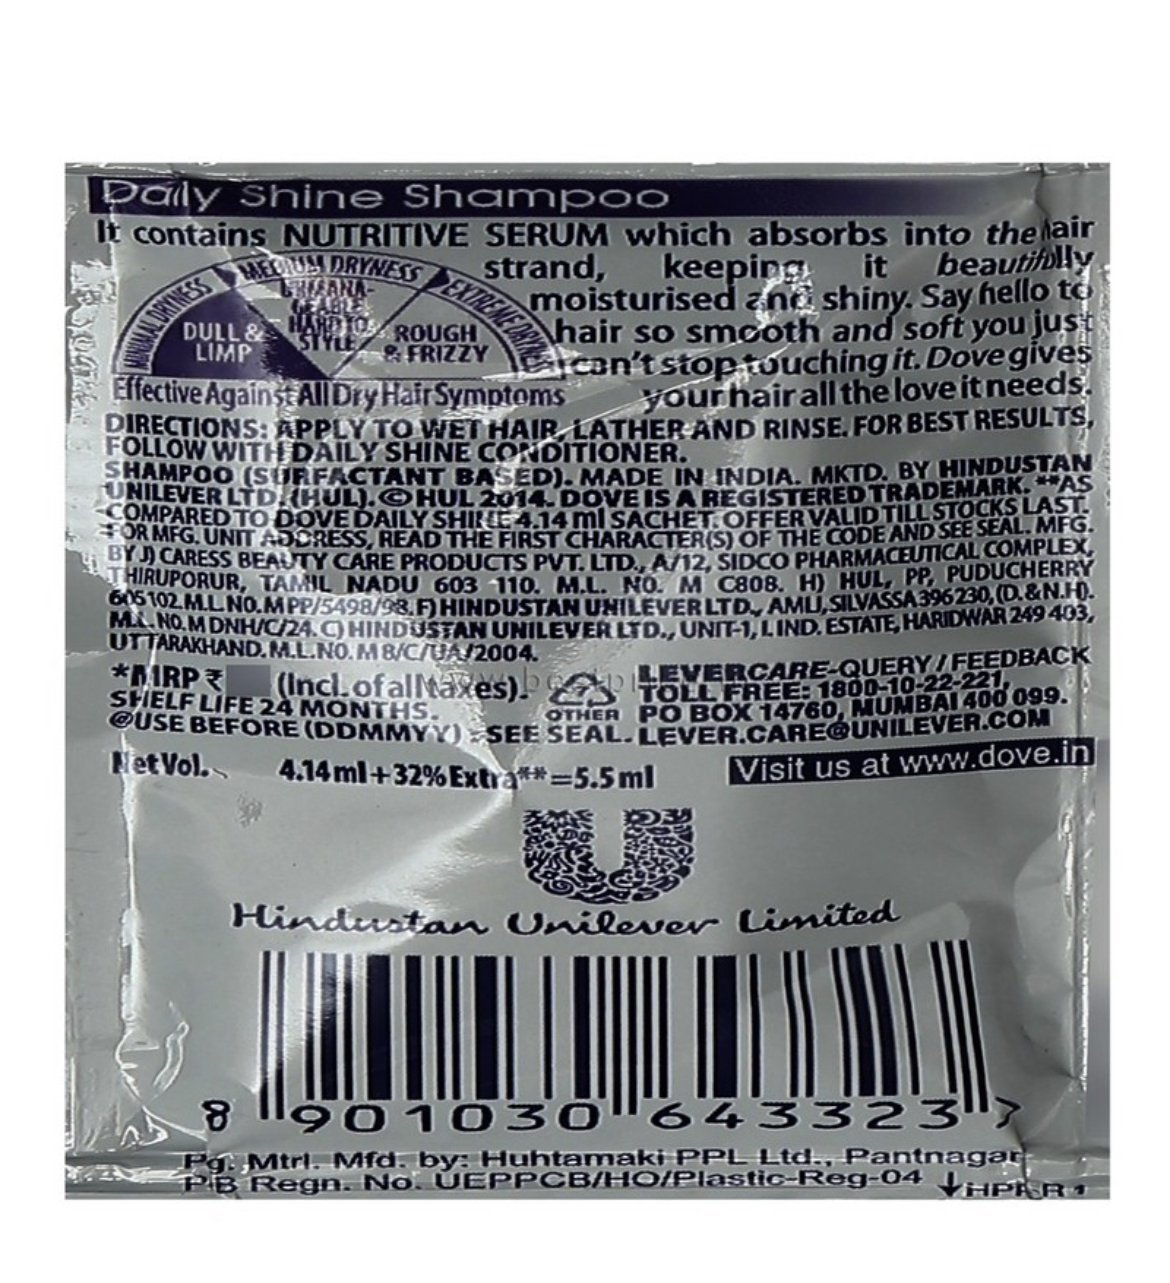 Daily Shine Shampoo
It contains NUTRITIVE SERUM which absorbs into the hair
strand, keeping it beautifully
moisturised and shiny. Say hello to
hair so smooth and soft you just
can't stop touching it. Dove gives
your hair all the love it needs.
MINIMAL DRYNESS
MEDIUM DRYNESS
EXTREME DRYNESS
DULL &
LIMP
UNMANA-
GEABLE
HARD TO
STYLE
ROUGH
& FRIZZY
Effective Against All Dry Hair Symptoms
DIRECTIONS: APPLY TO WET HAIR, LATHER AND RINSE. FOR BEST RESULTS,
FOLLOW WITH DAILY SHINE CONDITIONER.
SHAMPOO (SURFACTANT BASED). MADE IN INDIA. MKTD. BY HINDUSTAN
UNILEVER LTD. (HUL). © HUL 2014. DOVE IS A REGISTERED TRADEMARK. **AS
COMPARED TO DOVE DAILY SHINE 4.14 ml SACHET. OFFER VALID TILL STOCKS LAST.
FOR MFG. UNIT ADDRESS, READ THE FIRST CHARACTER(S) OF THE CODE AND SEE SEAL. MFG.
BY J) CARESS BEAUTY CARE PRODUCTS PVT. LTD., A/12, SIDCO PHARMACEUTICAL COMPLEX,
THIRUPORUR, TAMIL NADU 603 110. M.L. NO. M C808. H) HUL, PP, PUDUCHERRY
605102. M.L NO. M PP/5498/98. F) HINDUSTAN UNILEVER LTD., AMLI, SILVASSA 396230, (D. & N.H).
M.L. NO. M DNH/C/24. C) HINDUSTAN UNILEVER LTD., UNIT-1, L IND. ESTATE, HARIDWAR 249 403,
UTTARAKHAND. M.L. NO. M 8/C/UA/2004.
*MRP ₹ (Incl. of all taxes).
SHELF LIFE 24 MONTHS.
@USE BEFORE (DDMMYY) : SEE SEAL.
OTHER
LEVERCARE-QUERY / FEEDBACK
TOLL FREE: 1800-10-22-221,
PO BOX 14760, MUMBAI 400 099.
LEVER.CARE@UNILEVER.COM
Net Vol. 4.14 ml + 32% Extra** = 5.5 ml
Visit us at www.dove.in
Hindustan Unilever Limited
8 901030 643323 7
Pg. Mtrl. Mfd. by: Huhtamaki PPL Ltd., Pantnagar
PIB Regn. No. UEPPCB/HO/Plastic-Reg-04